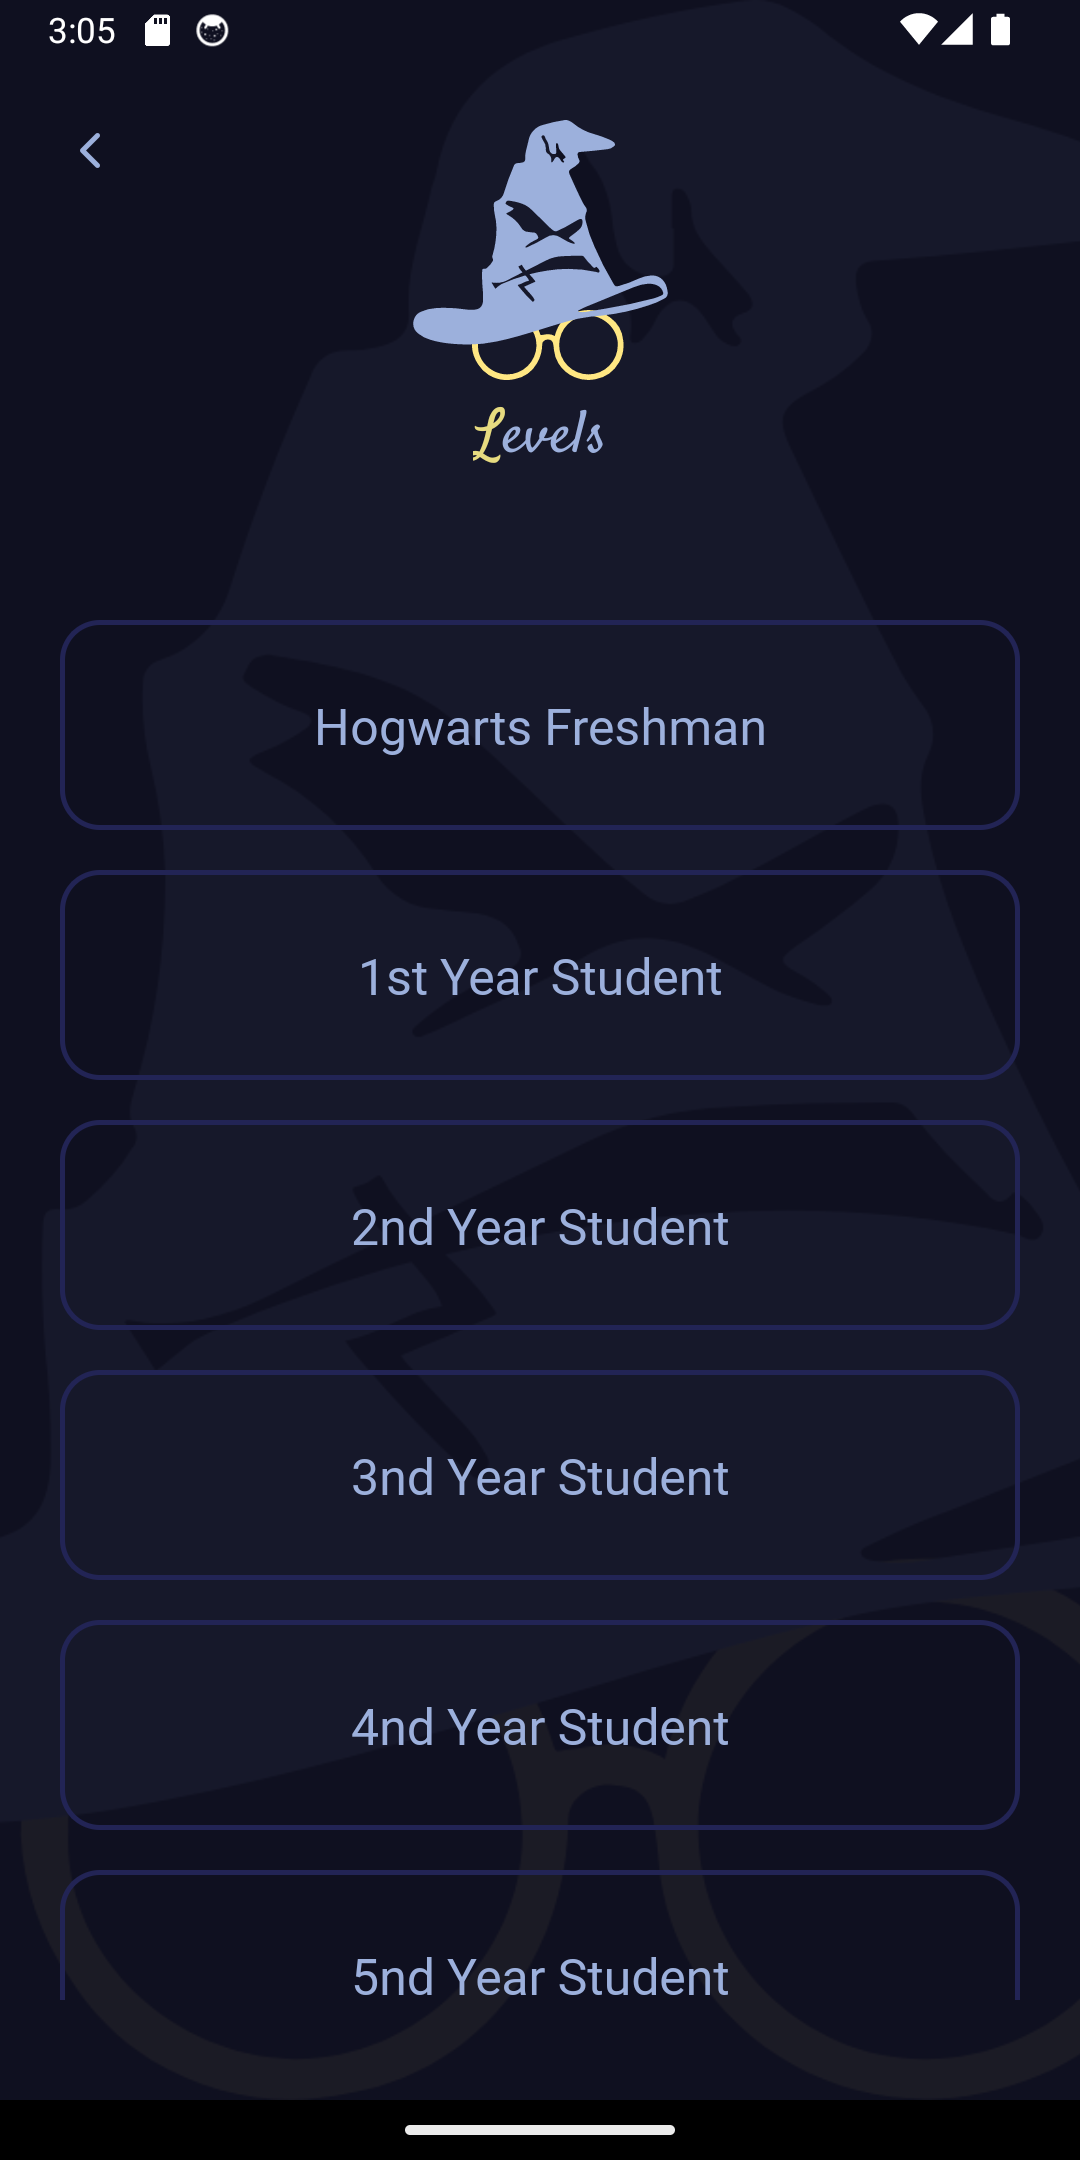 3:05
Levels
Hogwarts Freshman
1st Year Student
2nd Year Student
3nd Year Student
4nd Year Student
5nd Year Student